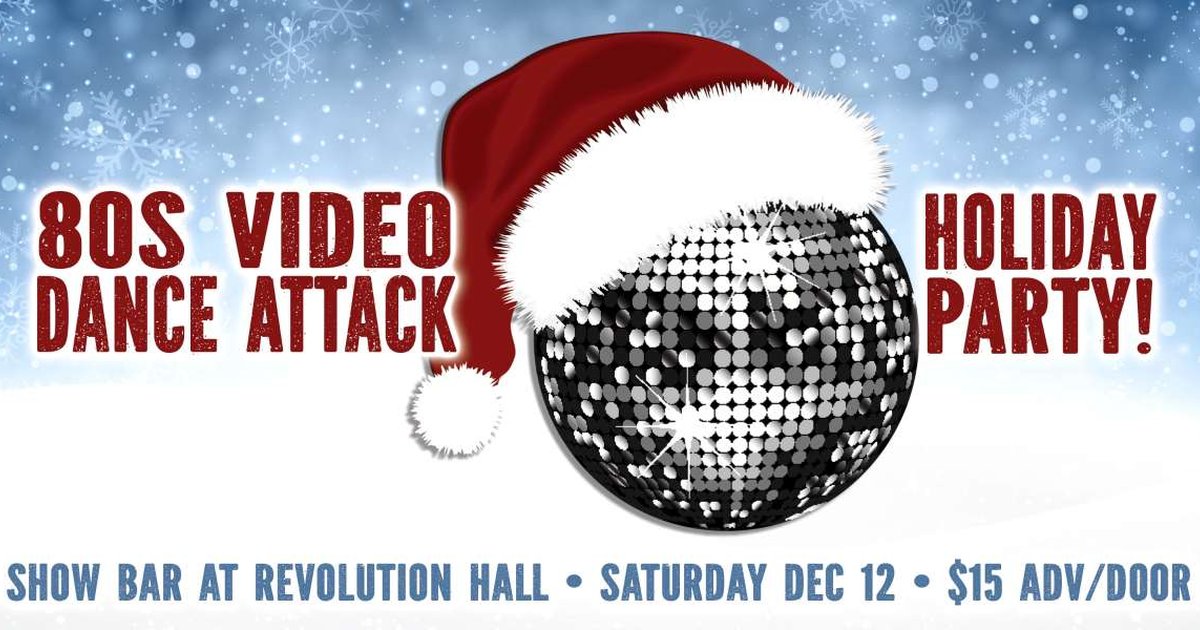 80S VIDEO
DANCE ATTACK
HOLIDAY
PARTY!
SHOW BAR AT REVOLUTION HALL • SATURDAY DEC 12 • $15 ADV/DOOR